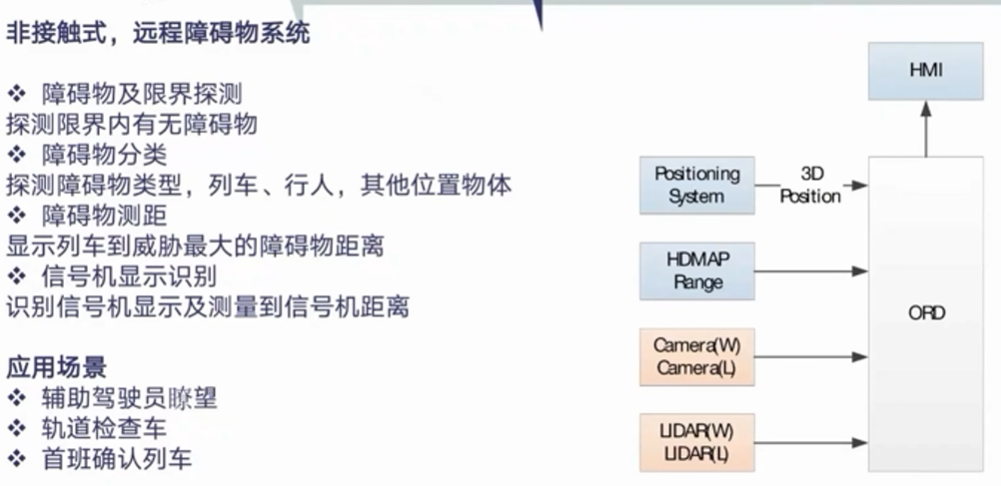 非接触式，远程障碍物系统
❖ 障碍物及限界探测
探测限界内有无障碍物
❖ 障碍物分类
探测障碍物类型，列车、行人，其他位置物体
❖ 障碍物测距
显示列车到威胁最大的障碍物距离
❖ 信号机显示识别
识别信号机显示及测量到信号机距离
应用场景
❖ 辅助驾驶员瞭望
❖ 轨道检查车
❖ 首班确认列车
HMI
Positioning
System
3D
Position
HDMAP
Range
Camera(W)
Camera(L)
LIDAR(W)
LIDAR(L)
ORD